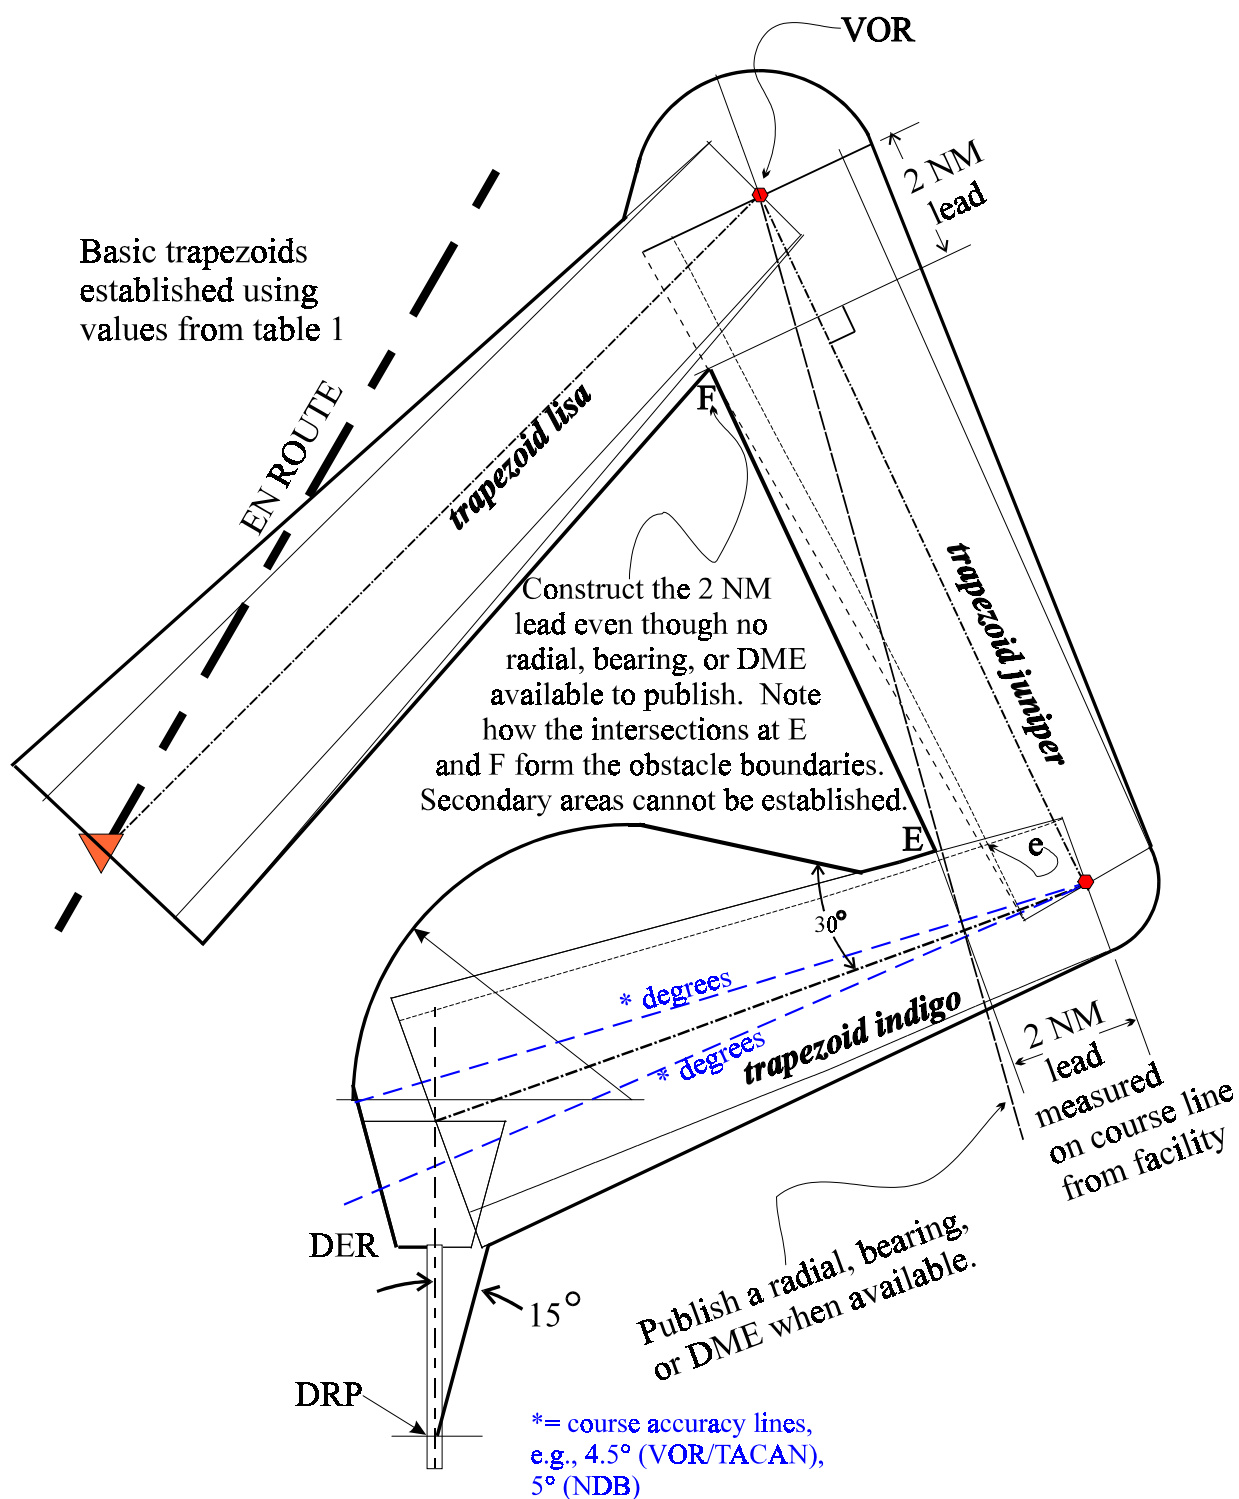 VOR
2 NM
lead
Basic trapezoids
established using
values from table 1
EN ROUTE
trapezoid lisa
F
Construct the 2 NM
lead even though no
radial, bearing, or DME
available to publish.  Note
how the intersections at E
and F form the obstacle boundaries.
Secondary areas cannot be established.
trapezoid juniper
E
e
30°
* degrees
* degrees
trapezoid indigo
2 NM
lead
measured
on course line
from facility
DER
15°
Publish a radial, bearing,
or DME when available.
DRP
*= course accuracy lines,
e.g., 4.5° (VOR/TACAN),
5° (NDB)